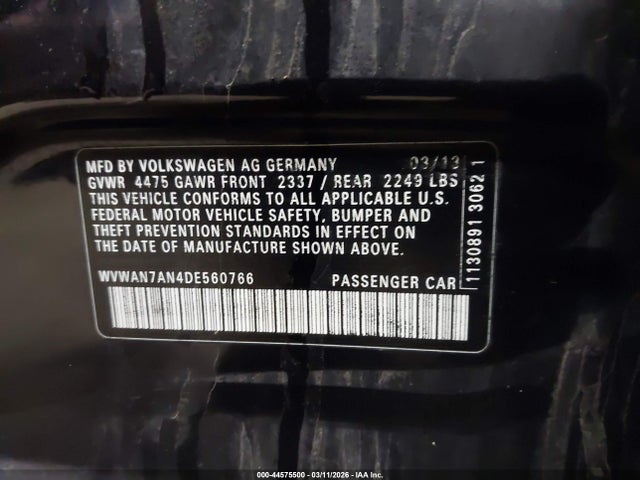 MFD BY VOLKSWAGEN AG GERMANY 03/13
GVWR 4475 GAWR FRONT 2337 / REAR 2249 LBS
THIS VEHICLE CONFORMS TO ALL APPLICABLE U.S.
FEDERAL MOTOR VEHICLE SAFETY, BUMPER AND
THEFT PREVENTION STANDARDS IN EFFECT ON
THE DATE OF MANUFACTURE SHOWN ABOVE.
WVWAN7AN4DE560766 PASSENGER CAR
1130891 3062 1
000-44575500 - 03/11/2026 - IAA Inc.